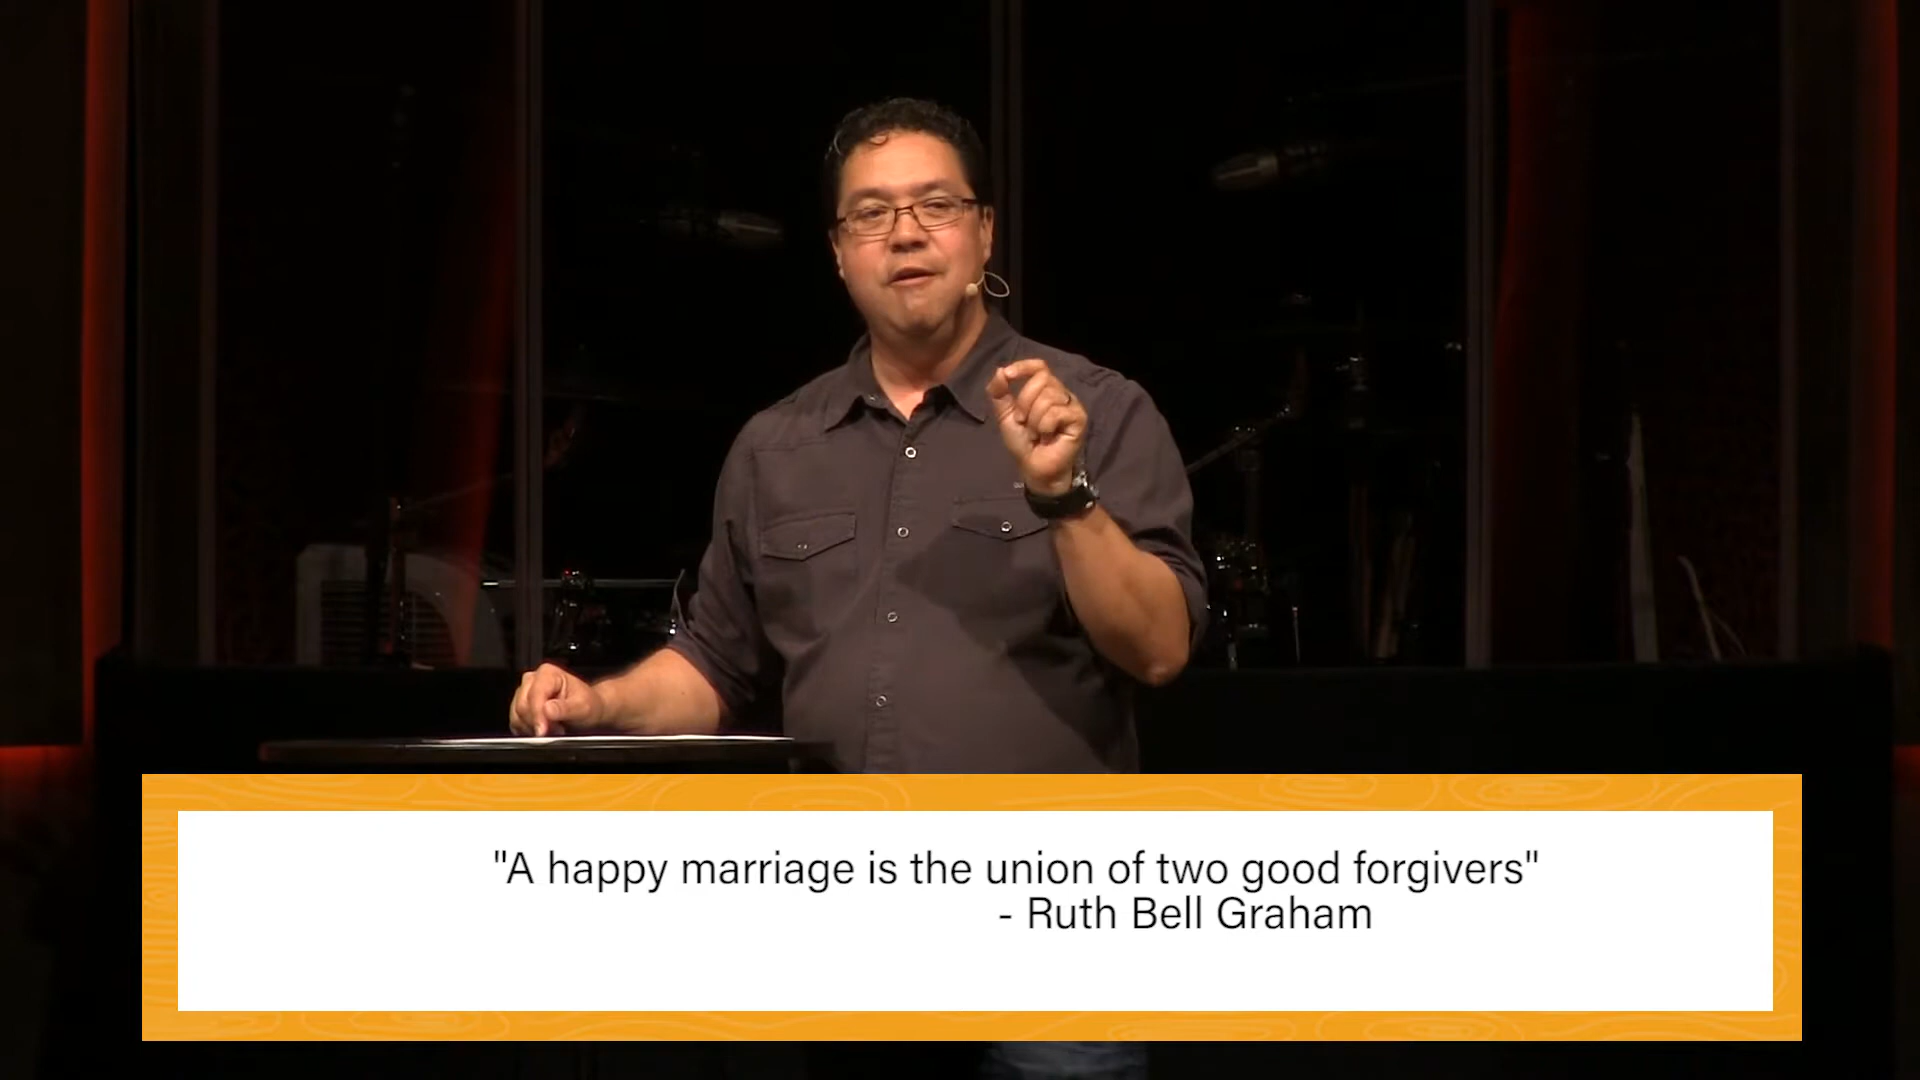 "A happy marriage is the union of two good forgivers"
- Ruth Bell Graham